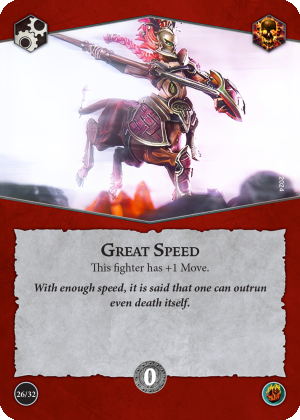 2024
GREAT SPEED
This fighter has +1 Move.
With enough speed, it is said that one can outrun
even death itself.
0
26/32